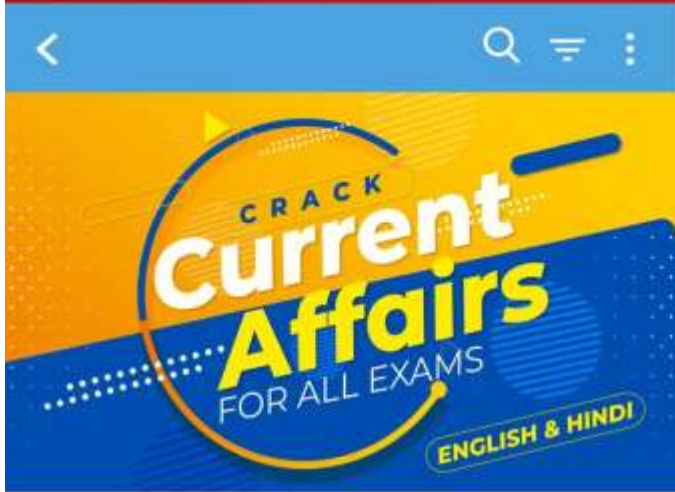 CRACK
Current
Affairs
FOR ALL EXAMS
ENGLISH & HINDI